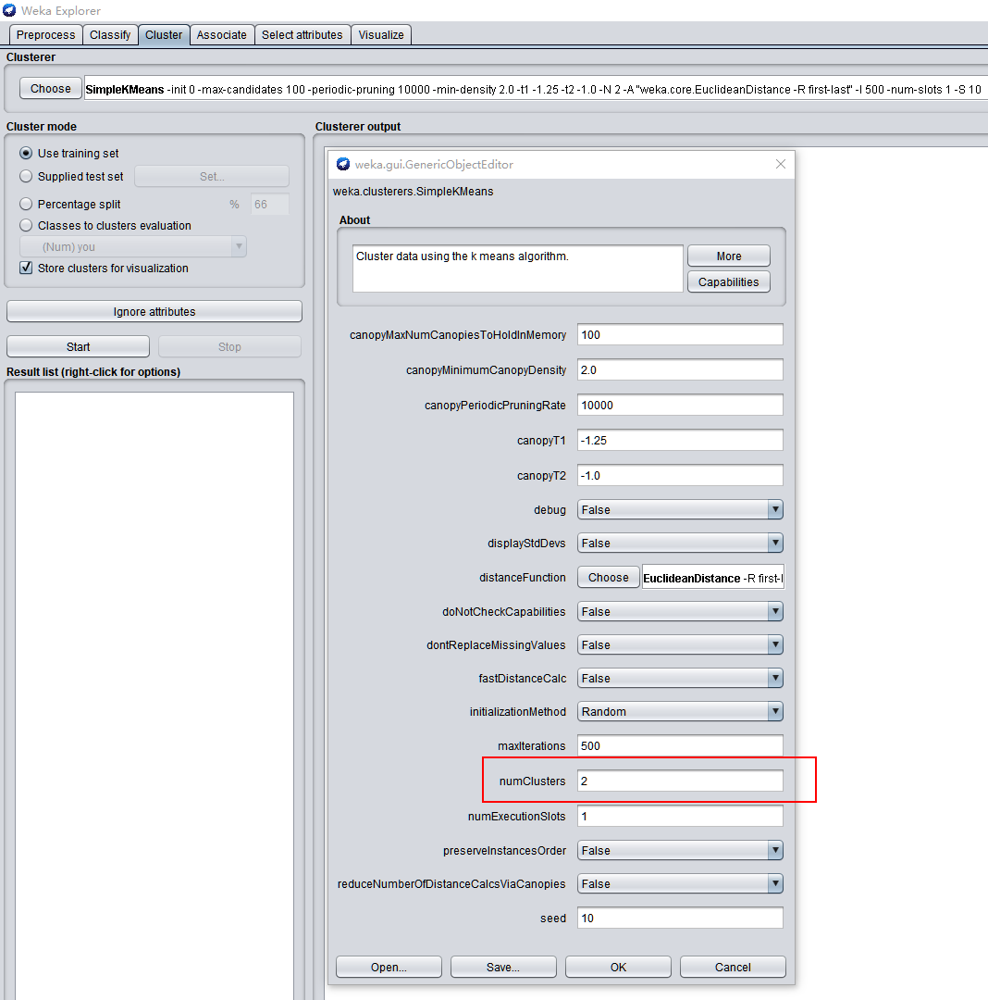 Weka Explorer
Preprocess Classify Cluster Associate Select attributes Visualize
Clusterer
Choose SimpleKMeans -init 0 -max-candidates 100 -periodic-pruning 10000 -min-density 2.0 -t1 -1.25 -t2 -1.0 -N 2 -A "weka.core.EuclideanDistance -R first-last" -I 500 -num-slots 1 -S 10
Cluster mode
Use training set
Supplied test set Set...
Percentage split % 66
Classes to clusters evaluation
(Num) you
Store clusters for visualization
Ignore attributes
Start Stop
Result list (right-click for options)
Clusterer output
weka.gui.GenericObjectEditor
weka.clusterers.SimpleKMeans
About
Cluster data using the k means algorithm.
More
Capabilities
canopyMaxNumCanopiesToHoldInMemory 100
canopyMinimumCanopyDensity 2.0
canopyPeriodicPruningRate 10000
canopyT1 -1.25
canopyT2 -1.0
debug False
displayStdDevs False
distanceFunction Choose EuclideanDistance -R first-l
doNotCheckCapabilities False
dontReplaceMissingValues False
fastDistanceCalc False
initializationMethod Random
maxIterations 500
numClusters 2
numExecutionSlots 1
preserveInstancesOrder False
reduceNumberOfDistanceCalcsViaCanopies False
seed 10
Open... Save... OK Cancel